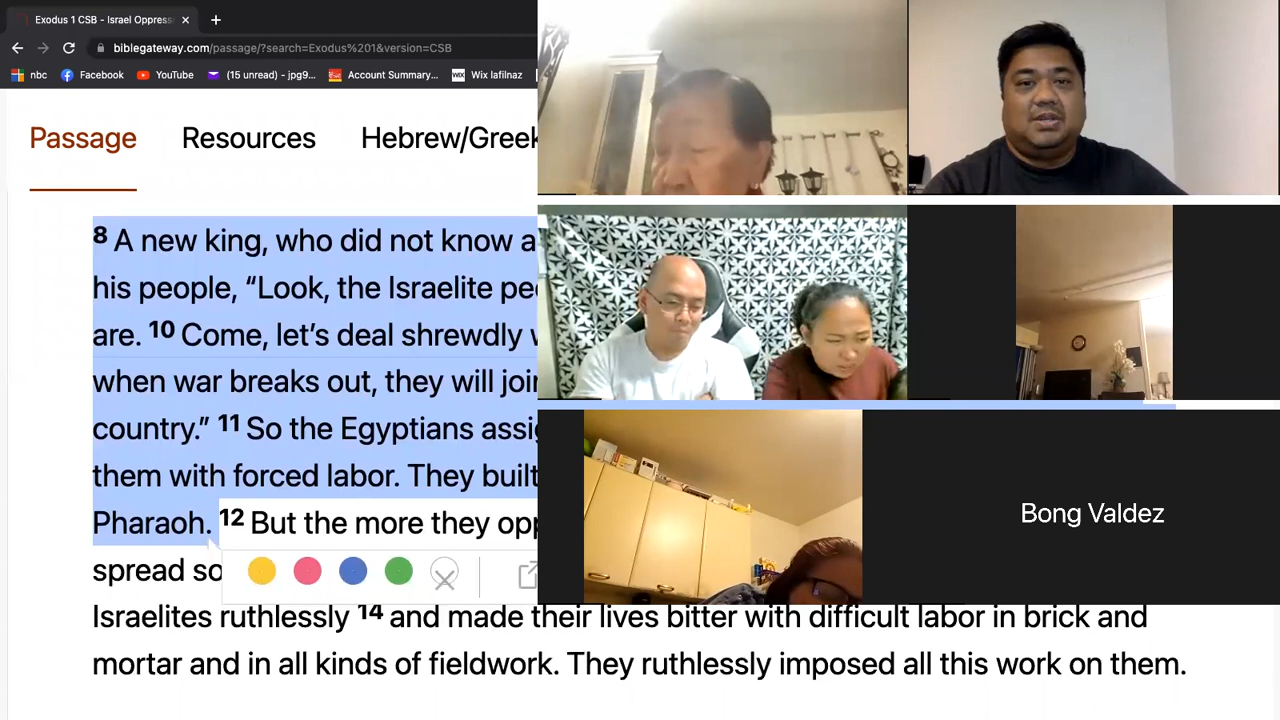 Exodus 1 CSB - Israel Oppress
biblegateway.com/passage/?search=Exodus%201&version=CSB
nbc Facebook YouTube (15 unread) - jpg9... Account Summary... Wix lafilnaz
Passage Resources Hebrew/Greek
8 A new king, who did not know a
his people, “Look, the Israelite pe
are. 10 Come, let’s deal shrewdly
when war breaks out, they will joi
country.” 11 So the Egyptians assi
them with forced labor. They built
Pharaoh. 12 But the more they opp
spread so
Israelites ruthlessly 14 and made their lives bitter with difficult labor in brick and
mortar and in all kinds of fieldwork. They ruthlessly imposed all this work on them.
Bong Valdez